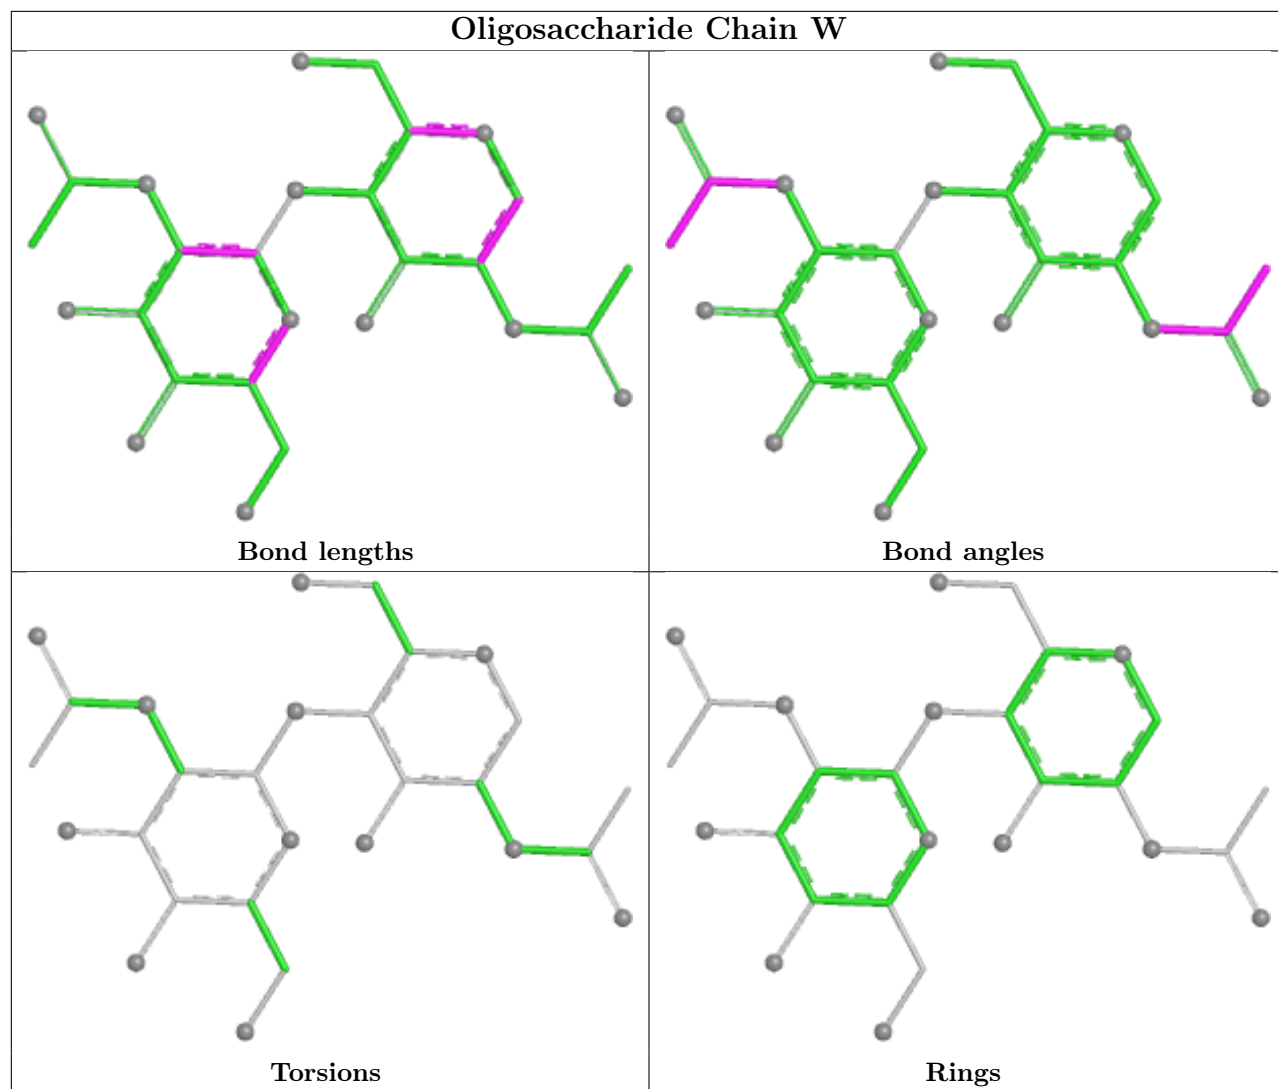 Oligosaccharide Chain W
Bond lengths
Bond angles
Torsions
Rings